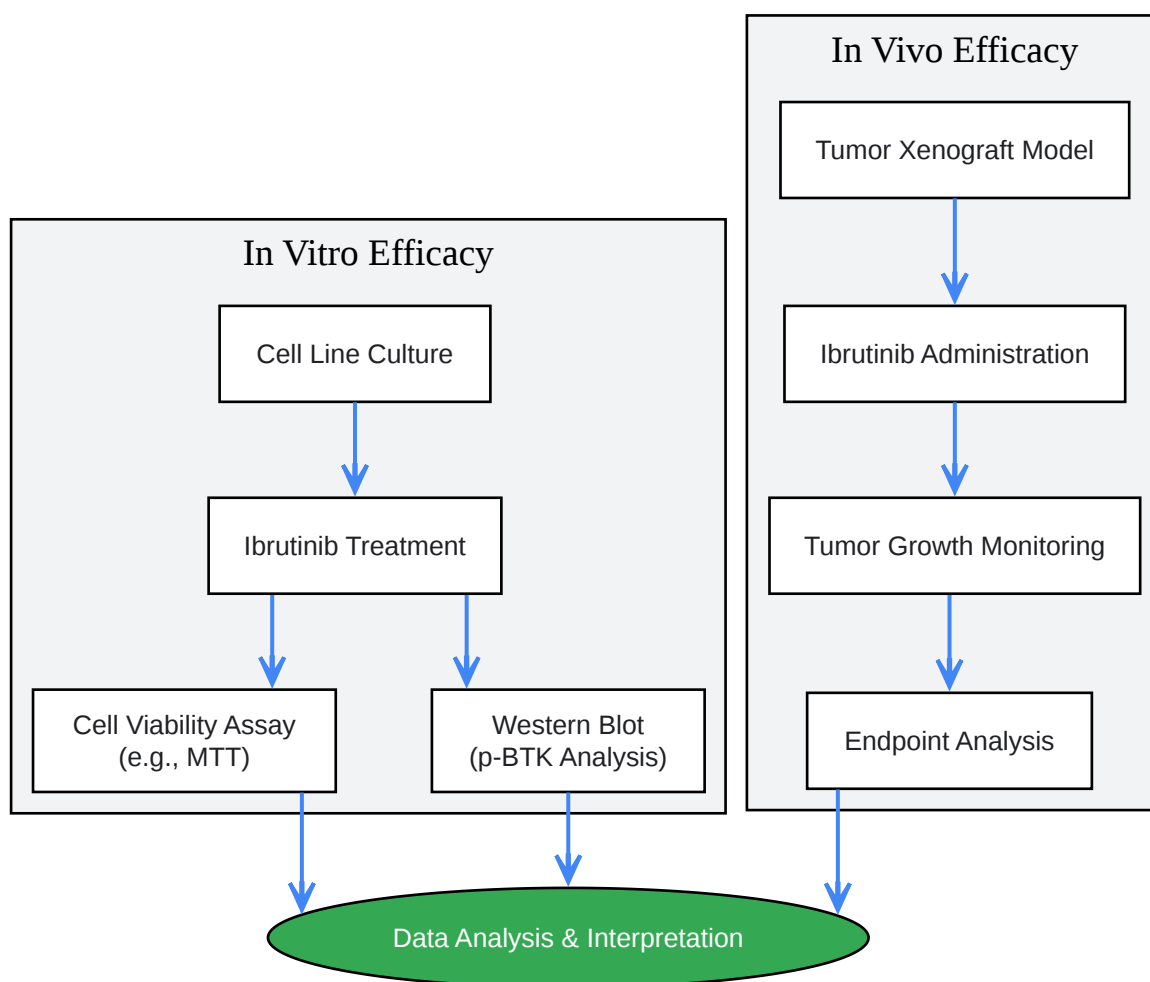 In Vivo Efficacy
Tumor Xenograft Model
Ibrutinib Administration
Tumor Growth Monitoring
Endpoint Analysis
In Vitro Efficacy
Cell Line Culture
Ibrutinib Treatment
Cell Viability Assay
(e.g., MTT)
Western Blot
(p-BTK Analysis)
Data Analysis & Interpretation